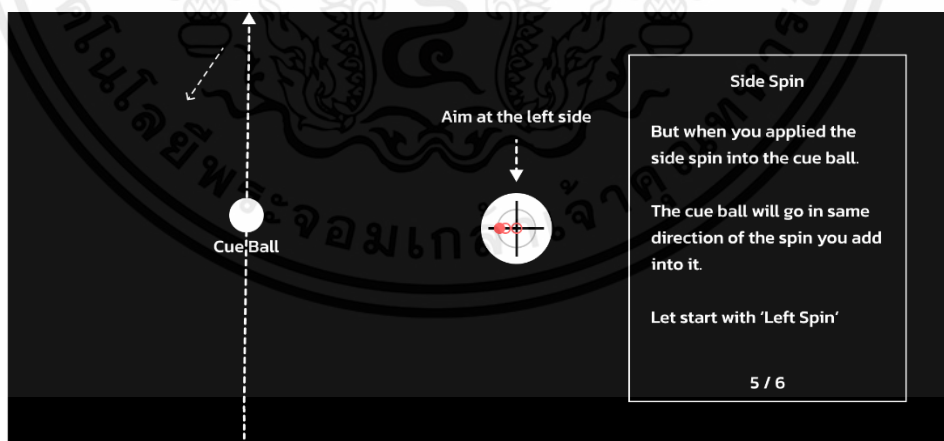 Aim at the left side
Cue Ball
Side Spin
But when you applied the
side spin into the cue ball.
The cue ball will go in same
direction of the spin you add
into it.
Let start with ‘Left Spin’
5 / 6